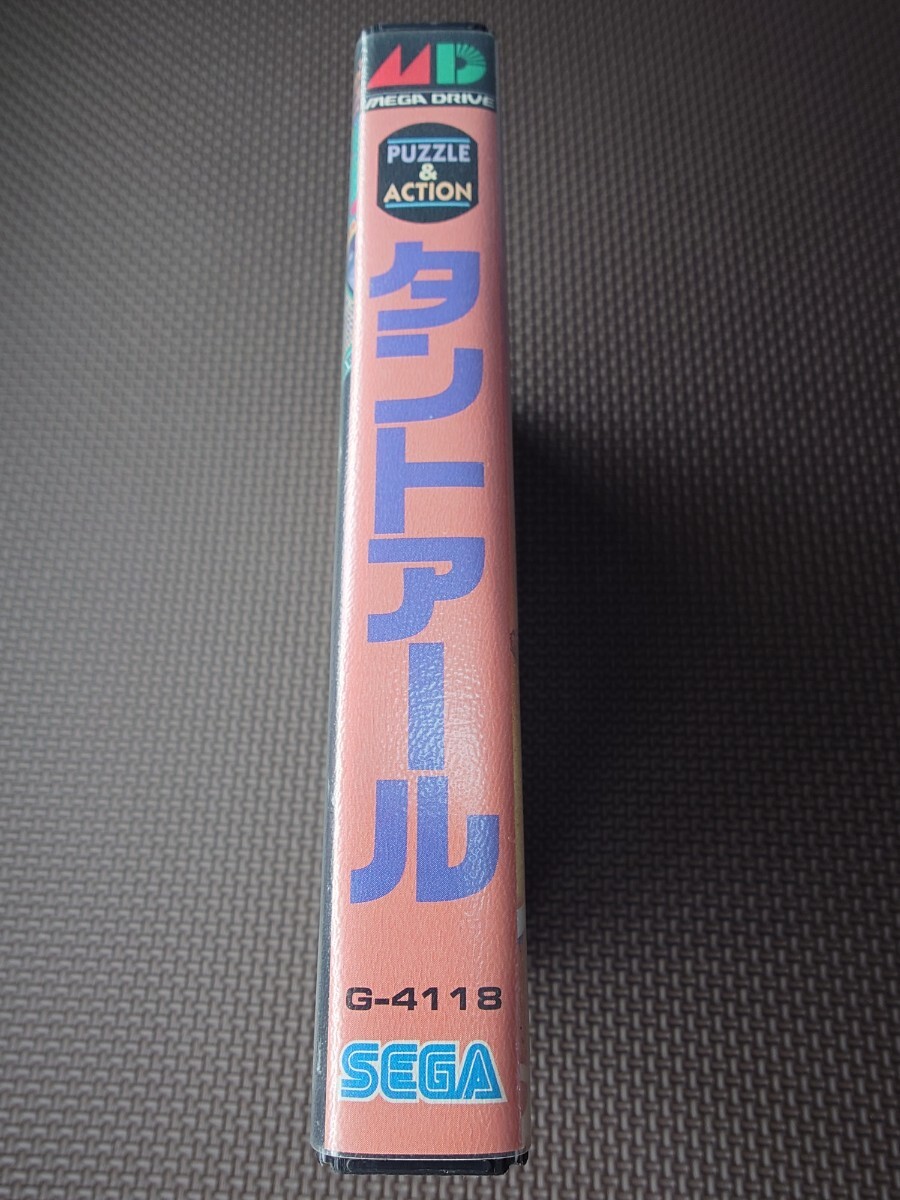 MD
MEGA DRIVE
PUZZLE
&
ACTION
タントアール
G-4118
SEGA